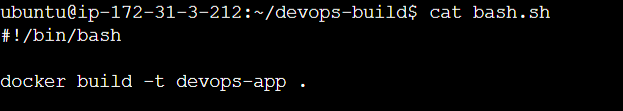 ubuntu@ip-172-31-3-212:~/devops-build$ cat bash.sh
#!/bin/bash
docker build -t devops-app .